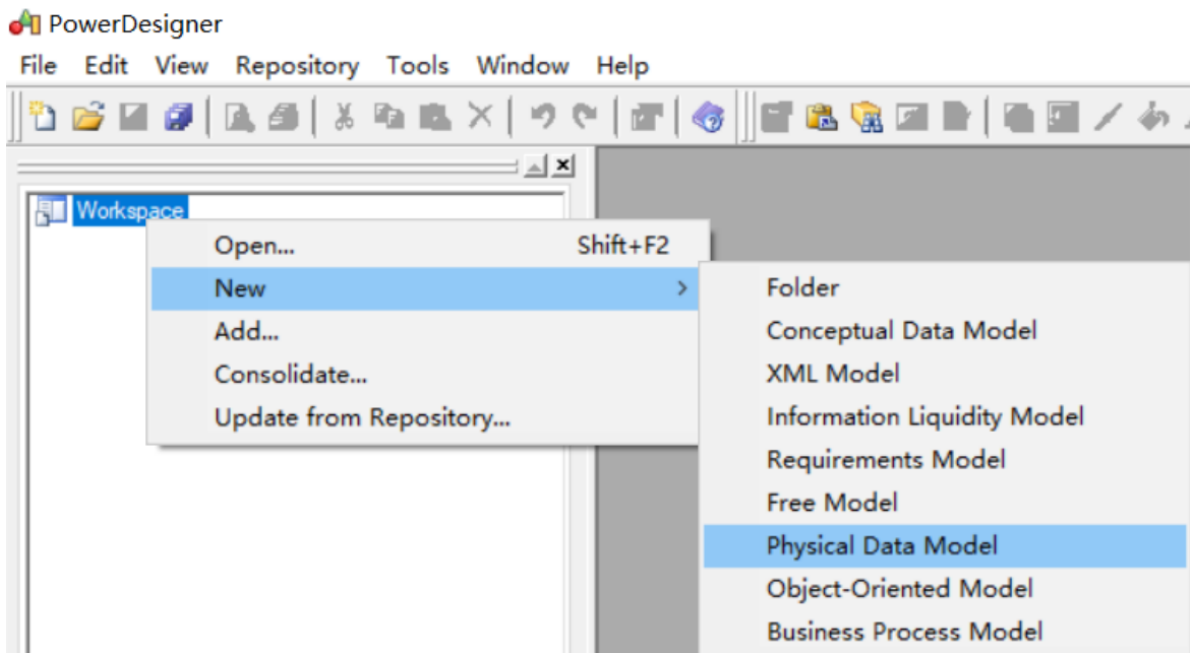 PowerDesigner
File Edit View Repository Tools Window Help
Workspace
Open... Shift+F2
New >
Add...
Consolidate...
Update from Repository...
Folder
Conceptual Data Model
XML Model
Information Liquidity Model
Requirements Model
Free Model
Physical Data Model
Object-Oriented Model
Business Process Model